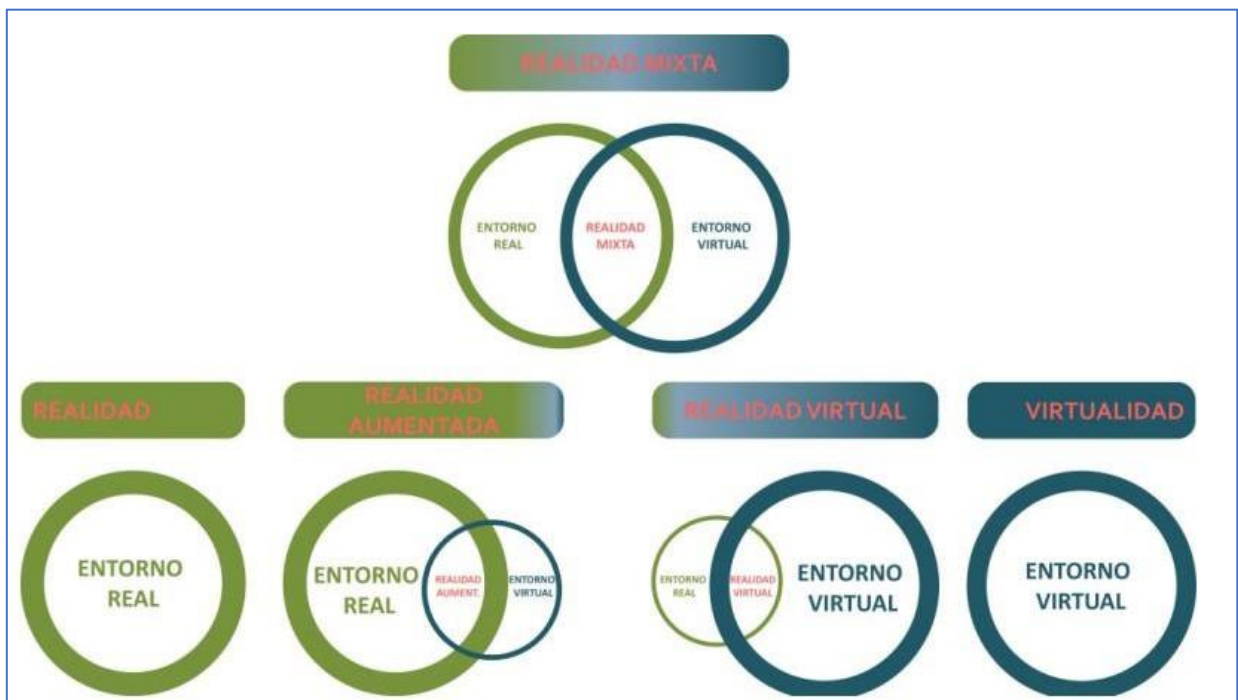 REALIDAD MIXTA
ENTORNO
REAL
REALIDAD
MIXTA
ENTORNO
VIRTUAL
REALIDAD
REALIDAD
AUMENTADA
REALIDAD VIRTUAL
VIRTUALIDAD
ENTORNO
REAL
ENTORNO
REAL
REALIDAD
AUMENT.
ENTORNO
VIRTUAL
ENTORNO
REAL
REALIDAD
VIRTUAL
ENTORNO
VIRTUAL
ENTORNO
VIRTUAL